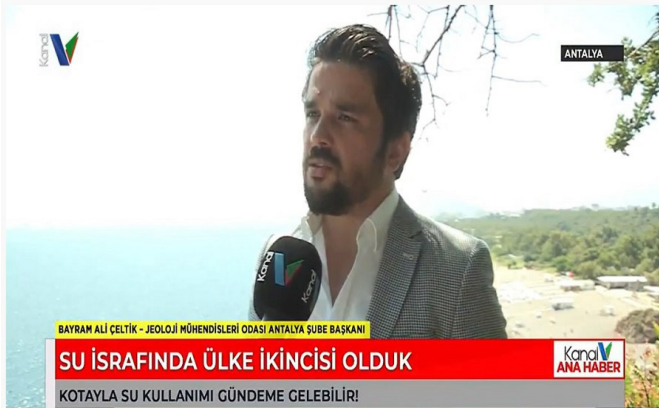 Kanal V
ANTALYA
Kanal V
BAYRAM ALİ ÇELTİK – JEOLOJİ MÜHENDİSLERİ ODASI ANTALYA ŞUBE BAŞKANI
SU İSRAFINDA ÜLKE İKİNCİSİ OLDUK
Kanal V
ANA HABER
KOTAYLA SU KULLANIMI GÜNDEME GELEBİLİR!